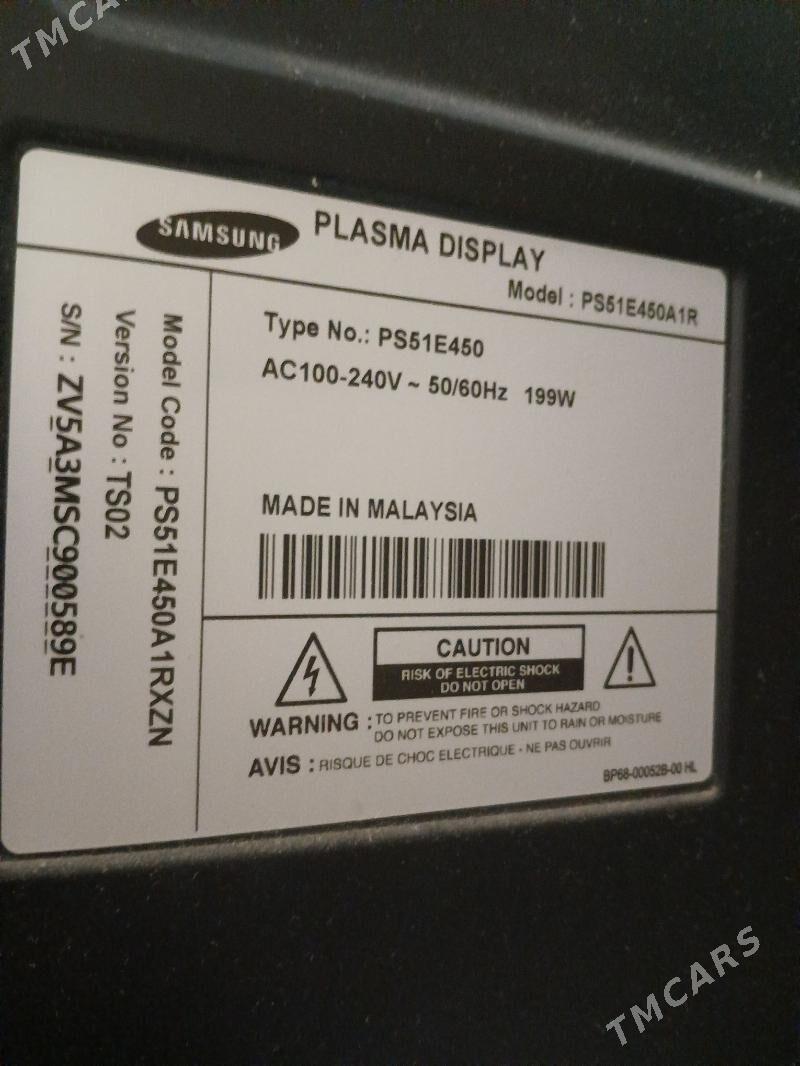 TMCARS
SAMSUNG PLASMA DISPLAY
Model : PS51E450A1R
Type No.: PS51E450
AC100-240V ~ 50/60Hz 199W
MADE IN MALAYSIA
Model Code : PS51E450A1RXZN
Version No : TS02
S/N : ZV5A3MSC900589E
CAUTION
RISK OF ELECTRIC SHOCK
DO NOT OPEN
WARNING : TO PREVENT FIRE OR SHOCK HAZARD
DO NOT EXPOSE THIS UNIT TO RAIN OR MOISTURE
AVIS : RISQUE DE CHOC ELECTRIQUE - NE PAS OUVRIR
BP68-00052B-00 HL
TMCARS